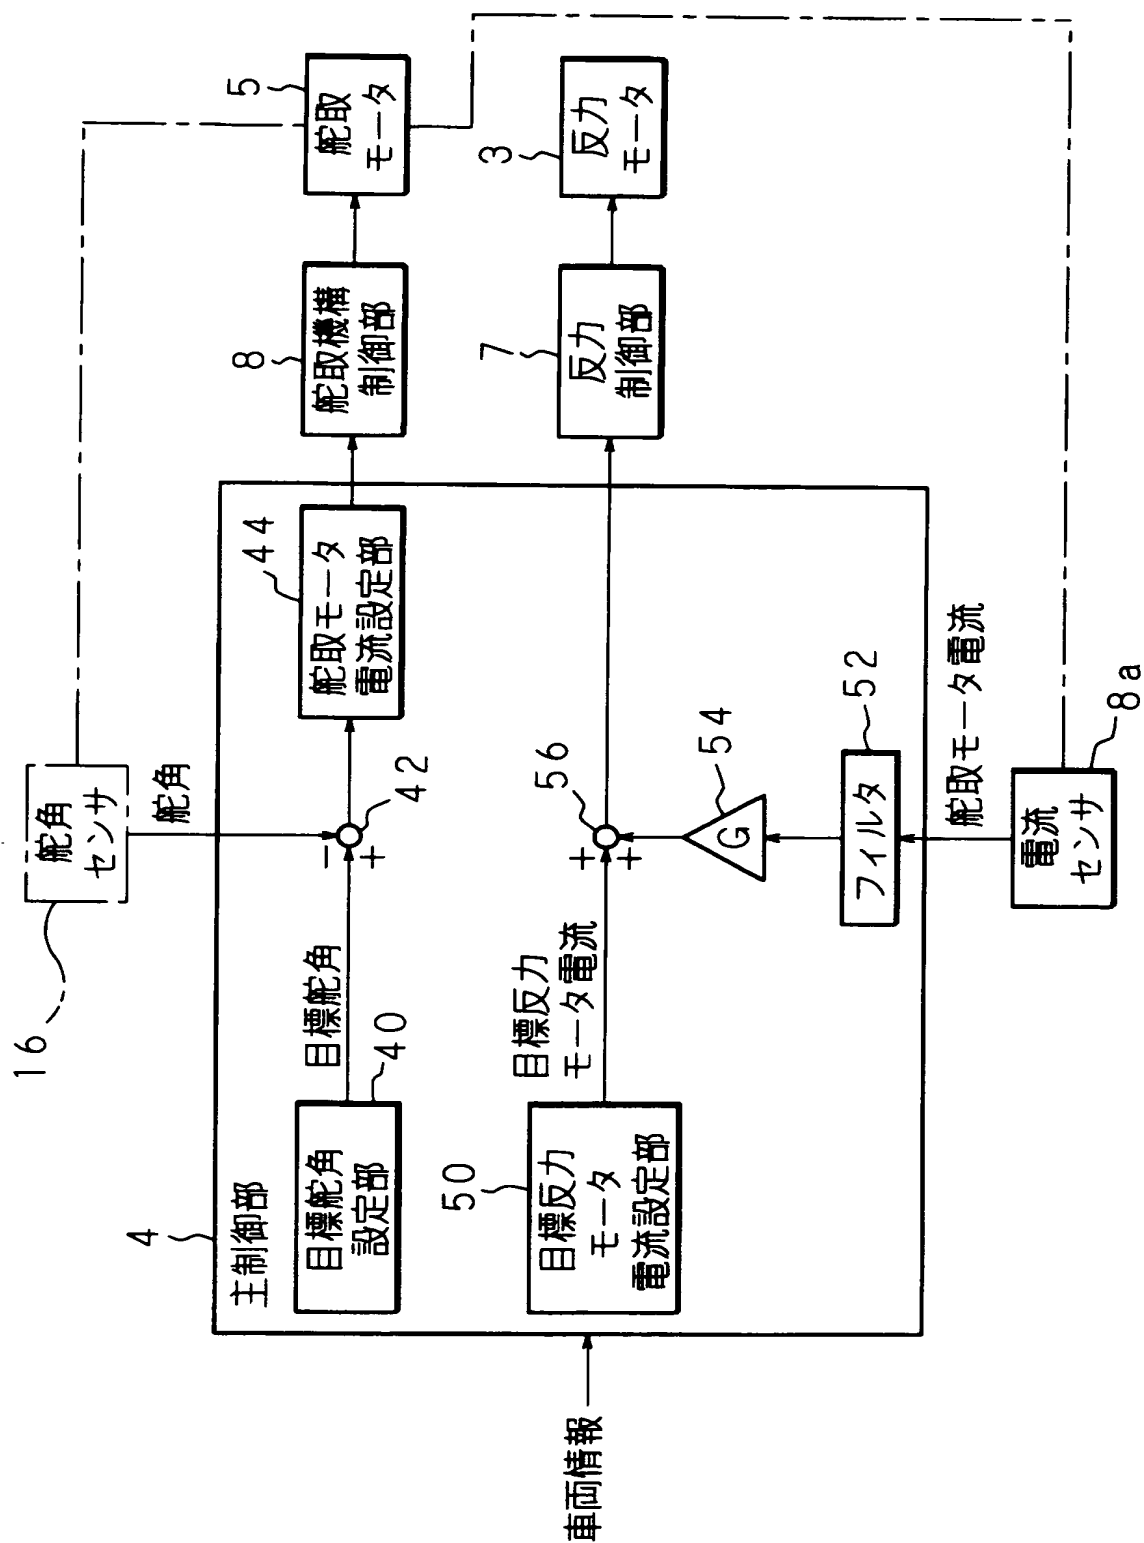 16
舵角
センサ
舵角
4
主制御部
目標舵角
設定部
40
目標舵角
-
+
42
舵取モータ
電流設定部
44
舵取機構
制御部
8
舵取
モータ
5
車両情報
目標反力
モータ
電流設定部
50
目標反力
モータ電流
+
+
56
反力
制御部
7
反力
モータ
3
G
54
フィルタ
52
舵取モータ電流
電流
センサ
8a